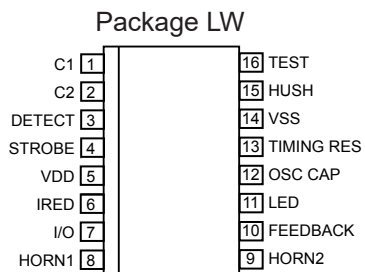 Package LW
C1 1 16 TEST
C2 2 15 HUSH
DETECT 3 14 VSS
STROBE 4 13 TIMING RES
VDD 5 12 OSC CAP
IRED 6 11 LED
I/O 7 10 FEEDBACK
HORN1 8 9 HORN2